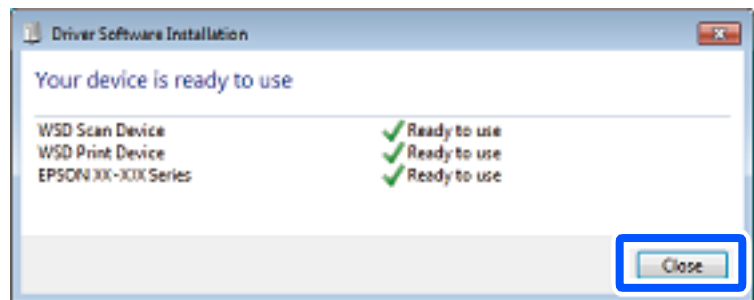 Driver Software Installation
Your device is ready to use
WSD Scan Device Ready to use
WSD Print Device Ready to use
EPSON XX-XXX Series Ready to use
Close